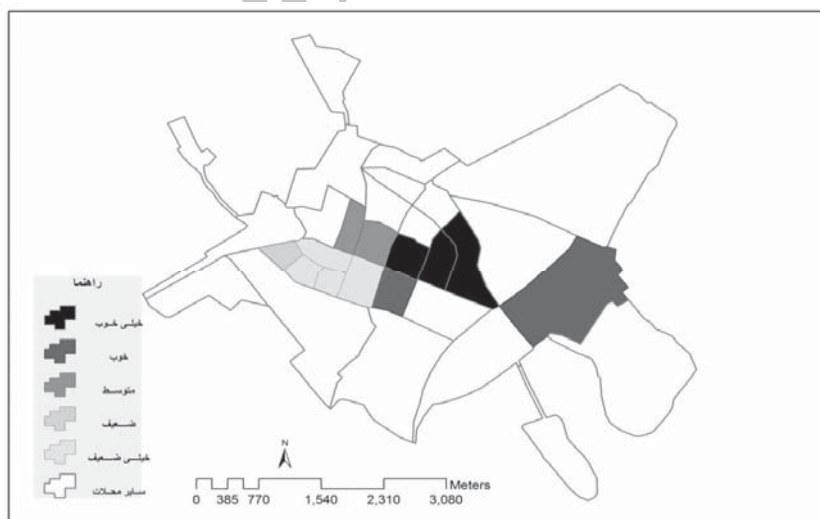 راهنما
خیلی خوب
خوب
متوسط
ضعیف
خیلی ضعیف
سایر محلات
N
Meters
0 385 770 1,540 2,310 3,080